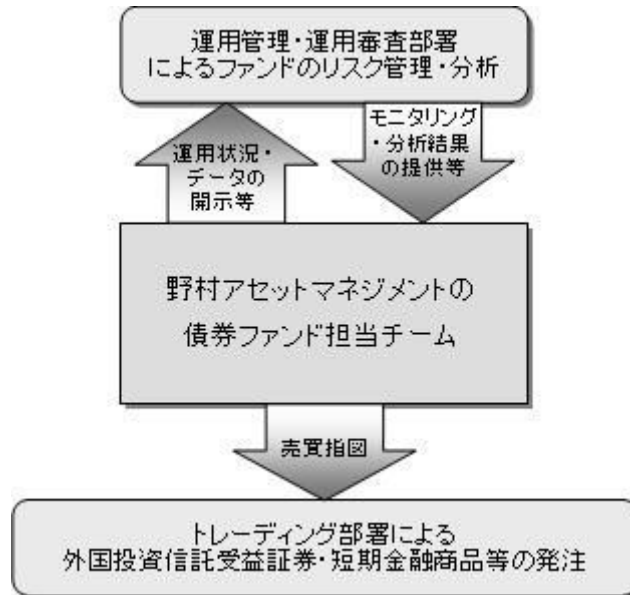 運用管理・運用審査部署
によるファンドのリスク管理・分析
運用状況・
データの
開示等
モニタリング
・分析結果
の提供等
野村アセットマネジメントの
債券ファンド担当チーム
売買指図
トレーディング部署による
外国投資信託受益証券・短期金融商品等の発注